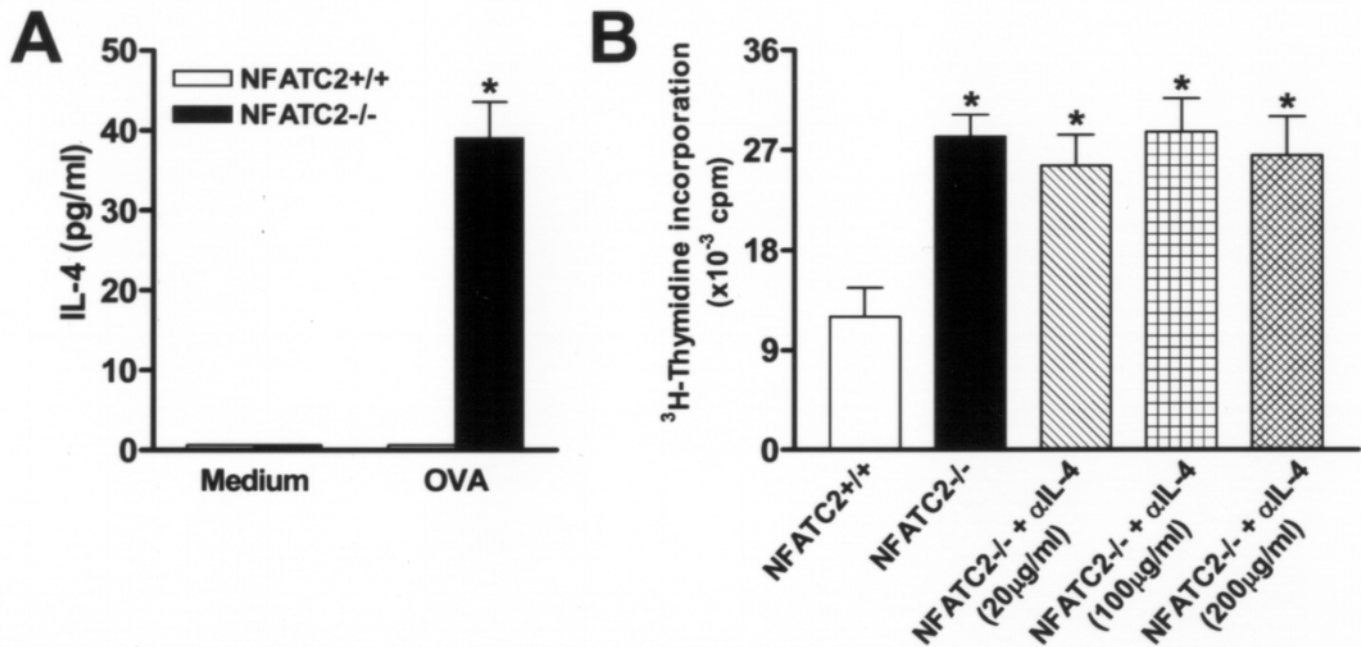 A
IL-4 (pg/ml)
50
40
30
20
10
0
NFATC2+/+
NFATC2-/-
*
Medium
OVA
B
³H-Thymidine incorporation
(x10⁻³ cpm)
36
27
18
9
0
*
*
*
*
NFATC2+/+
NFATC2-/-
NFATC2-/- + αIL-4
(20µg/ml)
NFATC2-/- + αIL-4
(100µg/ml)
NFATC2-/- + αIL-4
(200µg/ml)